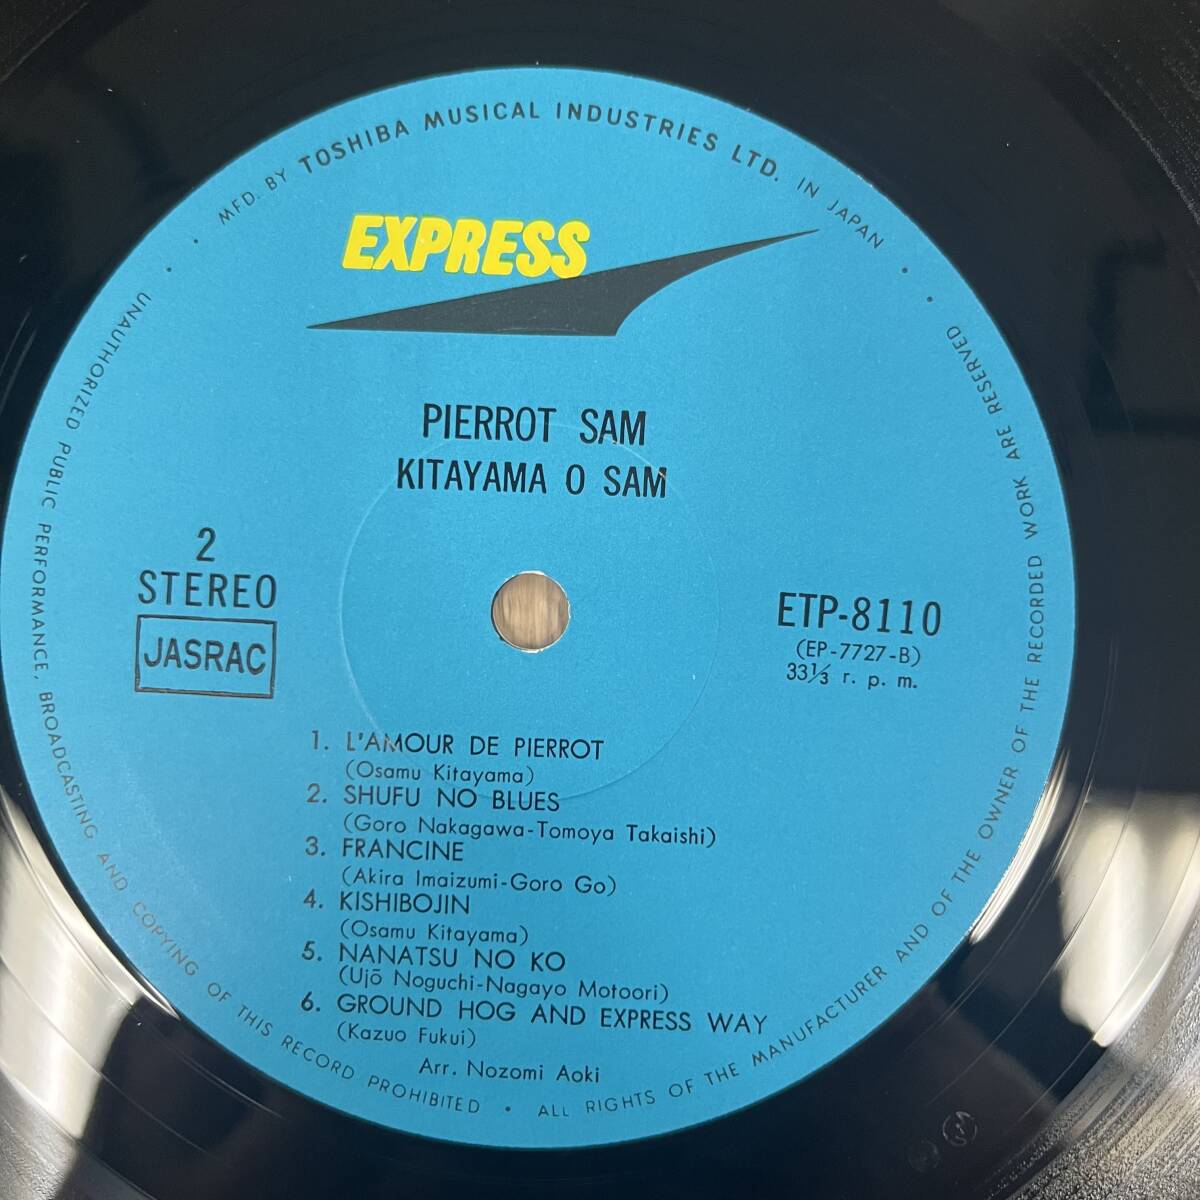 MFD. BY TOSHIBA MUSICAL INDUSTRIES LTD. IN JAPAN
EXPRESS
PIERROT SAM
KITAYAMA O SAM
2
STEREO
JASRAC
ETP-8110
(EP-7727-B)
33⅓ r. p. m.
1. L'AMOUR DE PIERROT
(Osamu Kitayama)
2. SHUFU NO BLUES
(Goro Nakagawa-Tomoya Takaishi)
3. FRANCINE
(Akira Imaizumi-Goro Go)
4. KISHIBOJIN
(Osamu Kitayama)
5. NANATSU NO KO
(Ujō Noguchi-Nagayo Motoori)
6. GROUND HOG AND EXPRESS WAY
(Kazuo Fukui)
Arr. Nozomi Aoki
UNAUTHORIZED PUBLIC PERFORMANCE, BROADCASTING AND COPYING OF THIS RECORD PROHIBITED • ALL RIGHTS OF THE MANUFACTURER AND OF THE OWNER OF THE RECORDED WORK ARE RESERVED